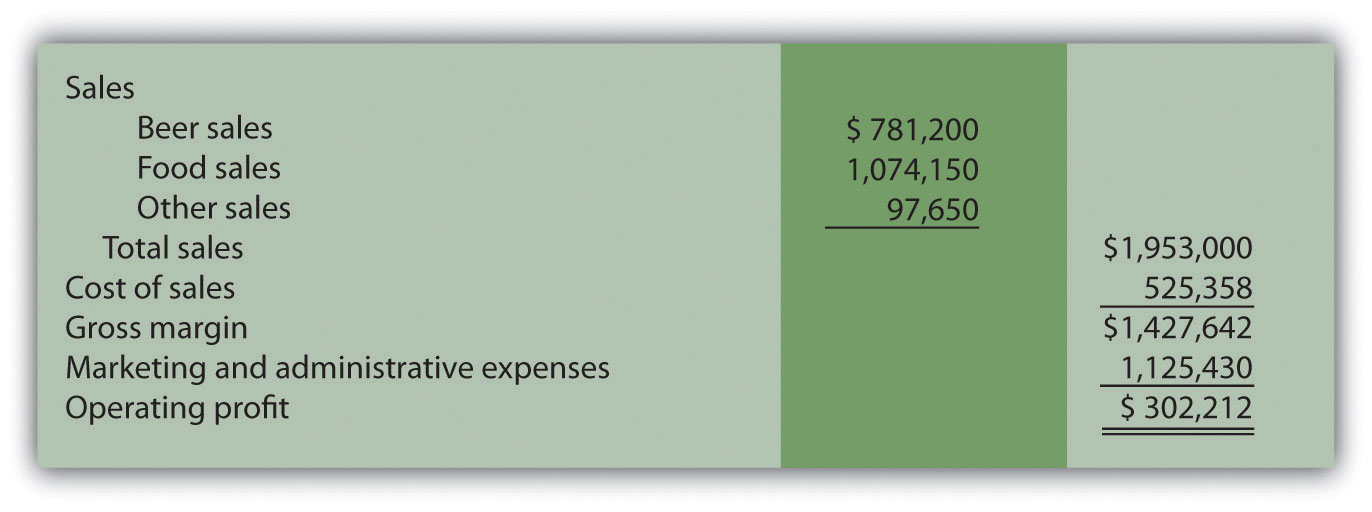 Sales
Beer sales $ 781,200
Food sales 1,074,150
Other sales 97,650
Total sales $1,953,000
Cost of sales 525,358
Gross margin $1,427,642
Marketing and administrative expenses 1,125,430
Operating profit $ 302,212